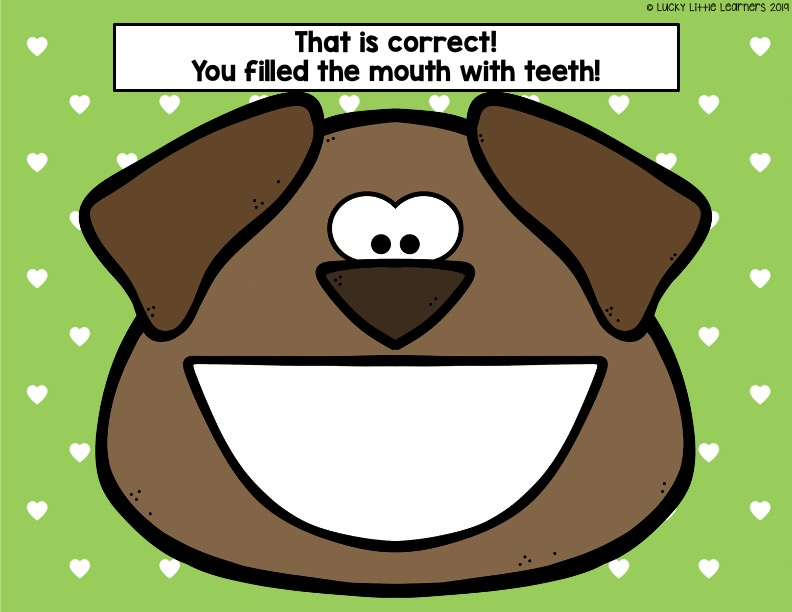 © Lucky Little Learners 2019
That is correct!
You filled the mouth with teeth!